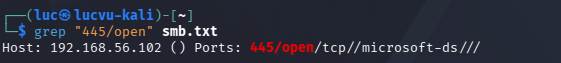 ┌──(luc㉿lucvu-kali)-[~]
└─$ grep "445/open" smb.txt
Host: 192.168.56.102 () Ports: 445/open/tcp//microsoft-ds///